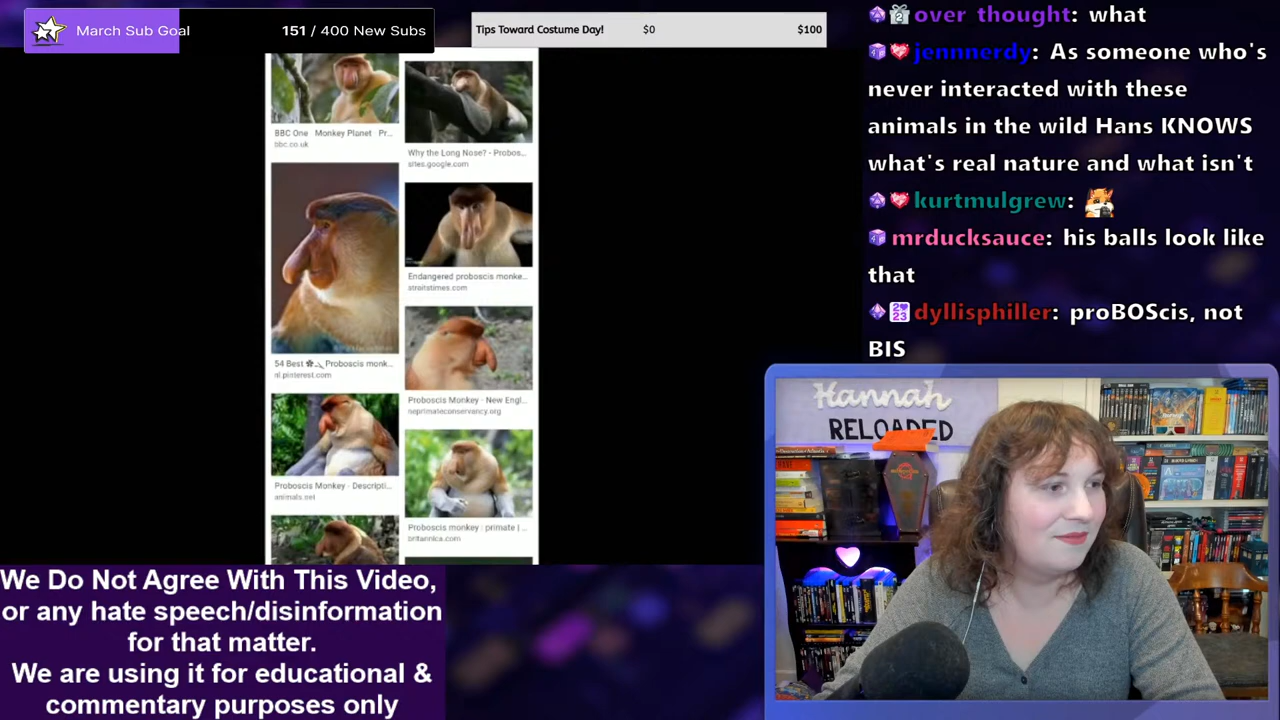 March Sub Goal
151 / 400 New Subs
Tips Toward Costume Day!
$0
$100
BBC One · Monkey Planet · Pr...
bbc.co.uk
Why the Long Nose? - Probos...
sites.google.com
Endangered proboscis monke...
straitstimes.com
54 Best Proboscis monk...
nl.pinterest.com
Proboscis Monkey - New Engl...
neprimateconservancy.org
Proboscis Monkey - Descripti...
animals.net
Proboscis monkey | primate | ...
britannica.com
over thought: what
jennnerdy: As someone who's
never interacted with these
animals in the wild Hans KNOWS
what's real nature and what isn't
kurtmulgrew:
mrducksauce: his balls look like
that
dyllisphiller: proBOScis, not
BIS
Hannah
RELOADED
We Do Not Agree With This Video,
or any hate speech/disinformation
for that matter.
We are using it for educational &
commentary purposes only